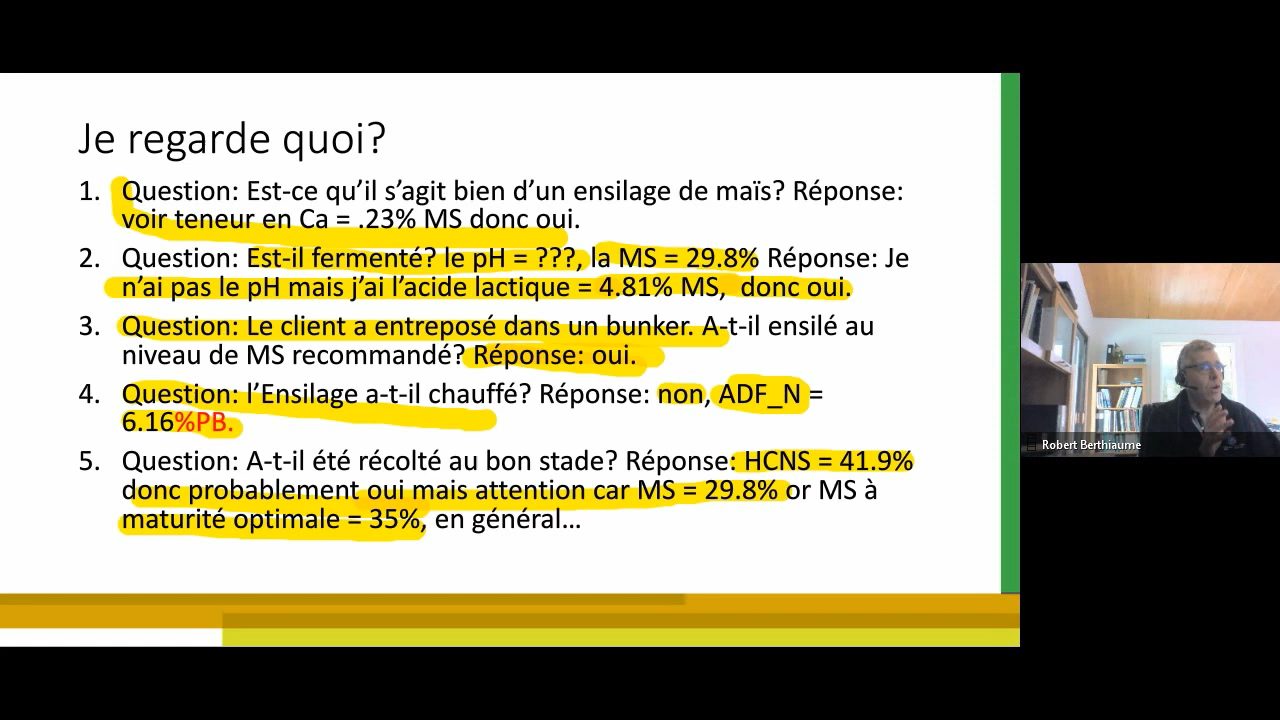 Je regarde quoi?
1. Question: Est-ce qu’il s’agit bien d’un ensilage de maïs? Réponse:
voir teneur en Ca = .23% MS donc oui.
2. Question: Est-il fermenté? le pH = ???, la MS = 29.8% Réponse: Je
n’ai pas le pH mais j’ai l’acide lactique = 4.81% MS, donc oui.
3. Question: Le client a entreposé dans un bunker. A-t-il ensilé au
niveau de MS recommandé? Réponse: oui.
4. Question: l’Ensilage a-t-il chauffé? Réponse: non, ADF_N =
6.16%PB.
5. Question: A-t-il été récolté au bon stade? Réponse: HCNS = 41.9%
donc probablement oui mais attention car MS = 29.8% or MS à
maturité optimale = 35%, en général…
Robert Berthiaume